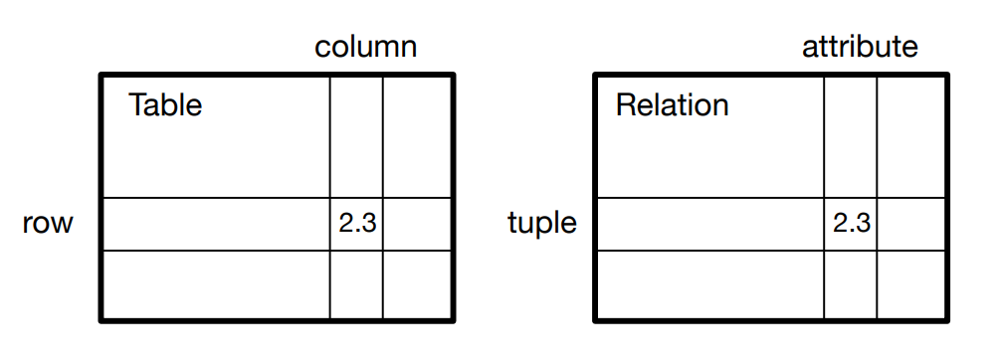 column
Table
row
2.3
attribute
Relation
tuple
2.3